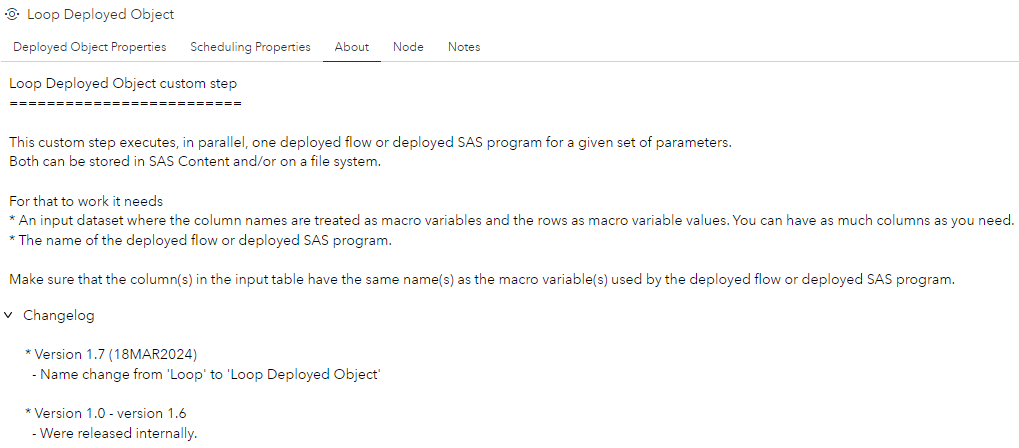 Loop Deployed Object
Deployed Object Properties Scheduling Properties About Node Notes
Loop Deployed Object custom step
=========================
This custom step executes, in parallel, one deployed flow or deployed SAS program for a given set of parameters.
Both can be stored in SAS Content and/or on a file system.
For that to work it needs
* An input dataset where the column names are treated as macro variables and the rows as macro variable values. You can have as much columns as you need.
* The name of the deployed flow or deployed SAS program.
Make sure that the column(s) in the input table have the same name(s) as the macro variable(s) used by the deployed flow or deployed SAS program.
Changelog
* Version 1.7 (18MAR2024)
- Name change from 'Loop' to 'Loop Deployed Object'
* Version 1.0 - version 1.6
- Were released internally.